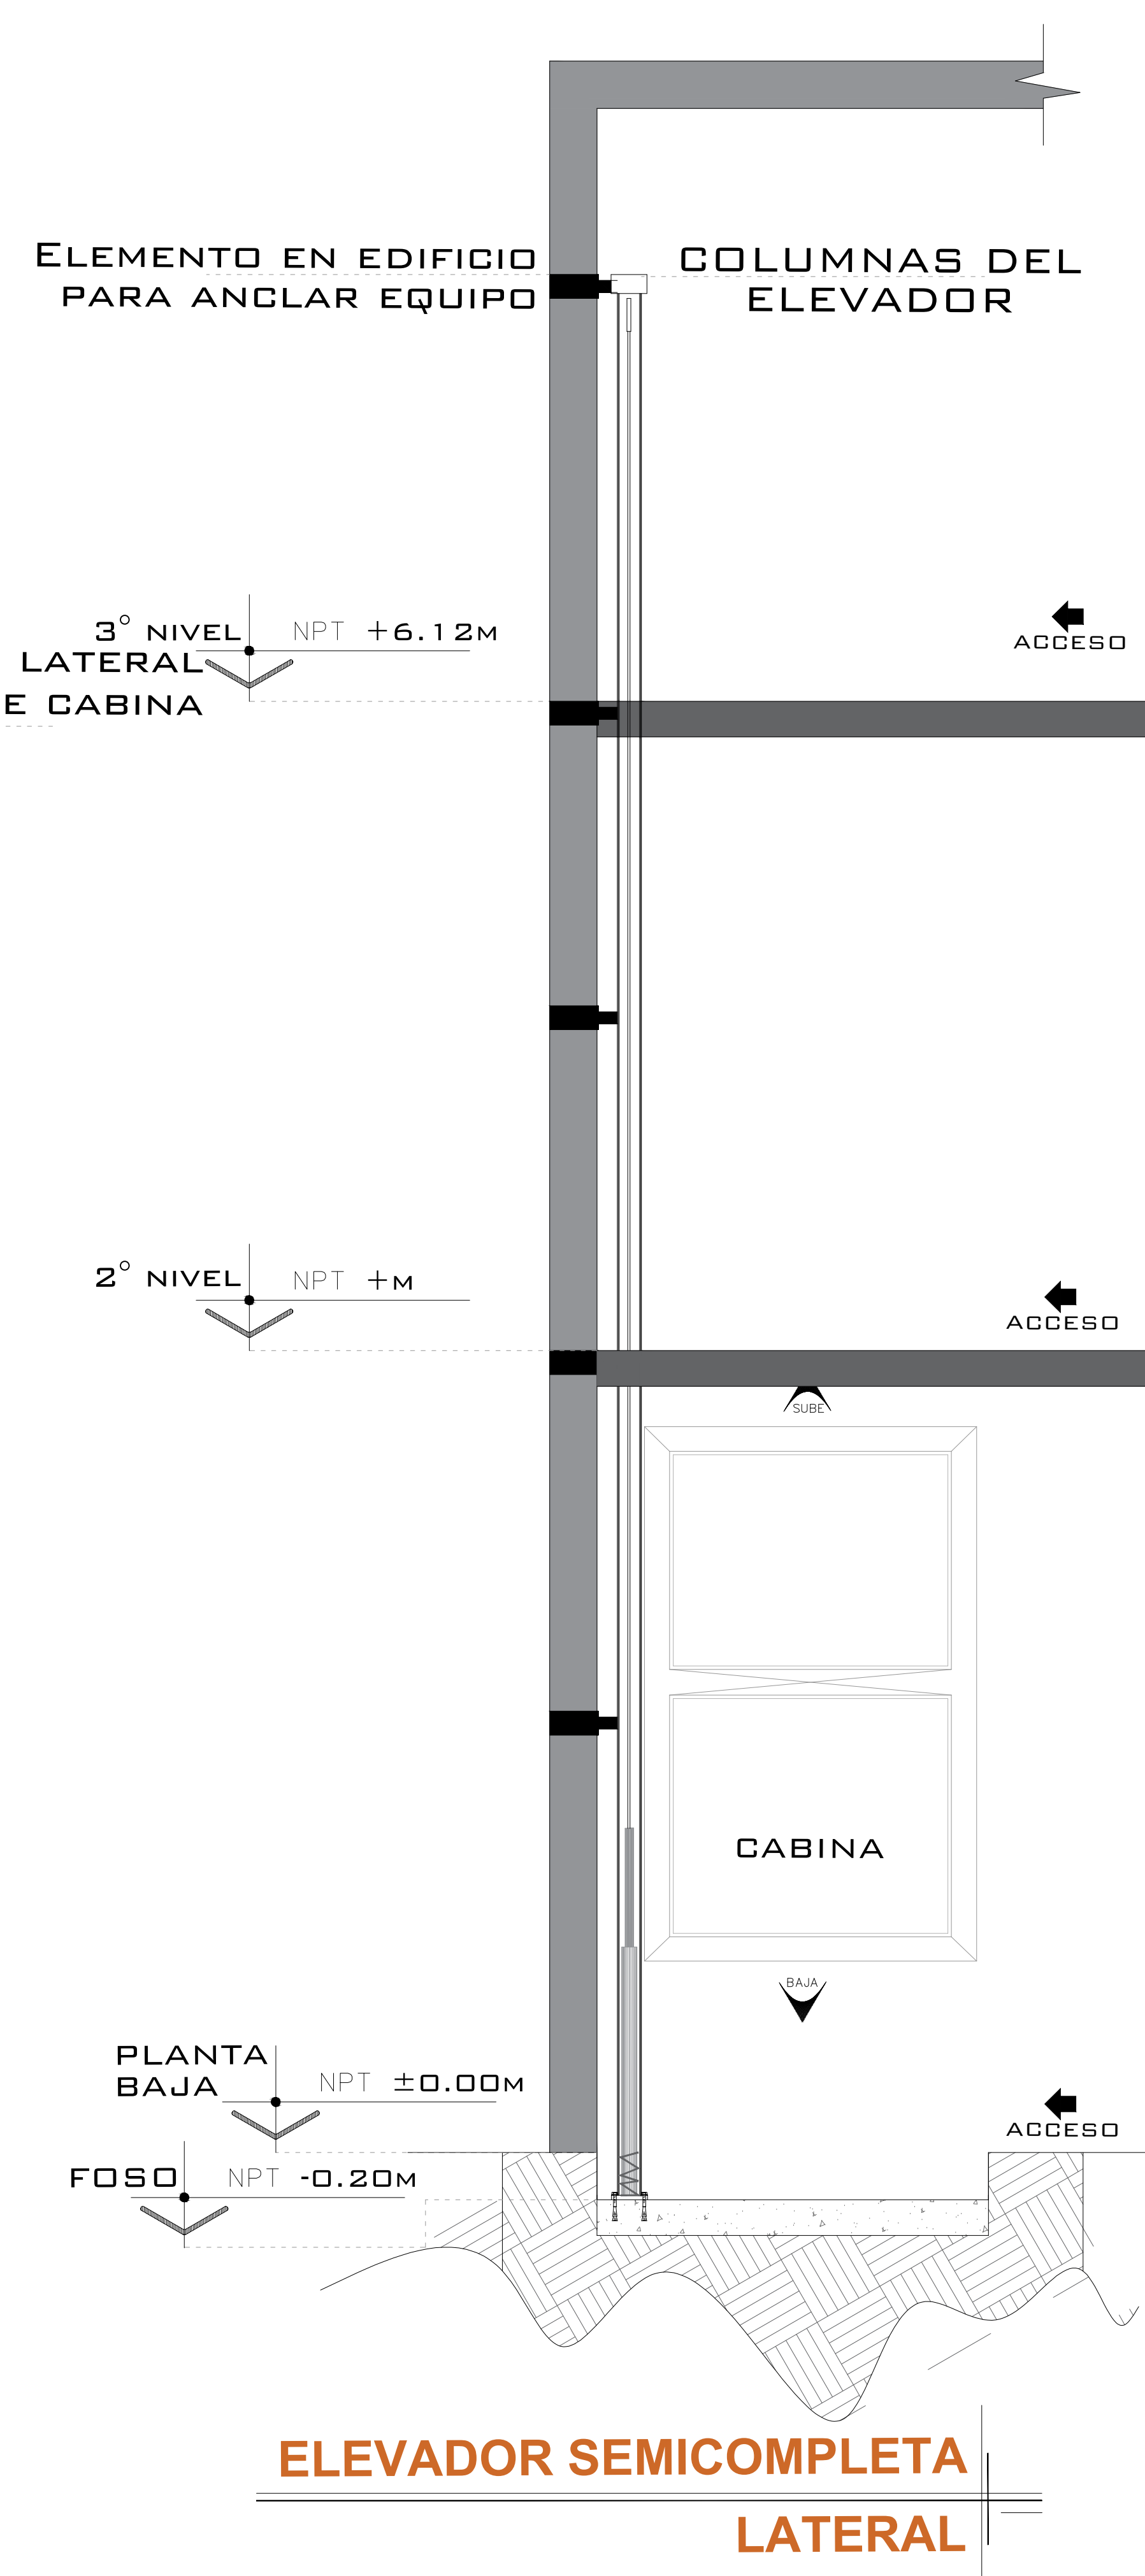 ELEMENTO EN EDIFICIO
PARA ANCLAR EQUIPO
COLUMNAS DEL
ELEVADOR
3° NIVEL NPT +6.12M
LATERAL
E CABINA
ACCESO
2° NIVEL NPT +M
ACCESO
SUBE
CABINA
BAJA
PLANTA
BAJA
NPT ±0.00M
ACCESO
FOSO NPT -0.20M
ELEVADOR SEMICOMPLETA
LATERAL